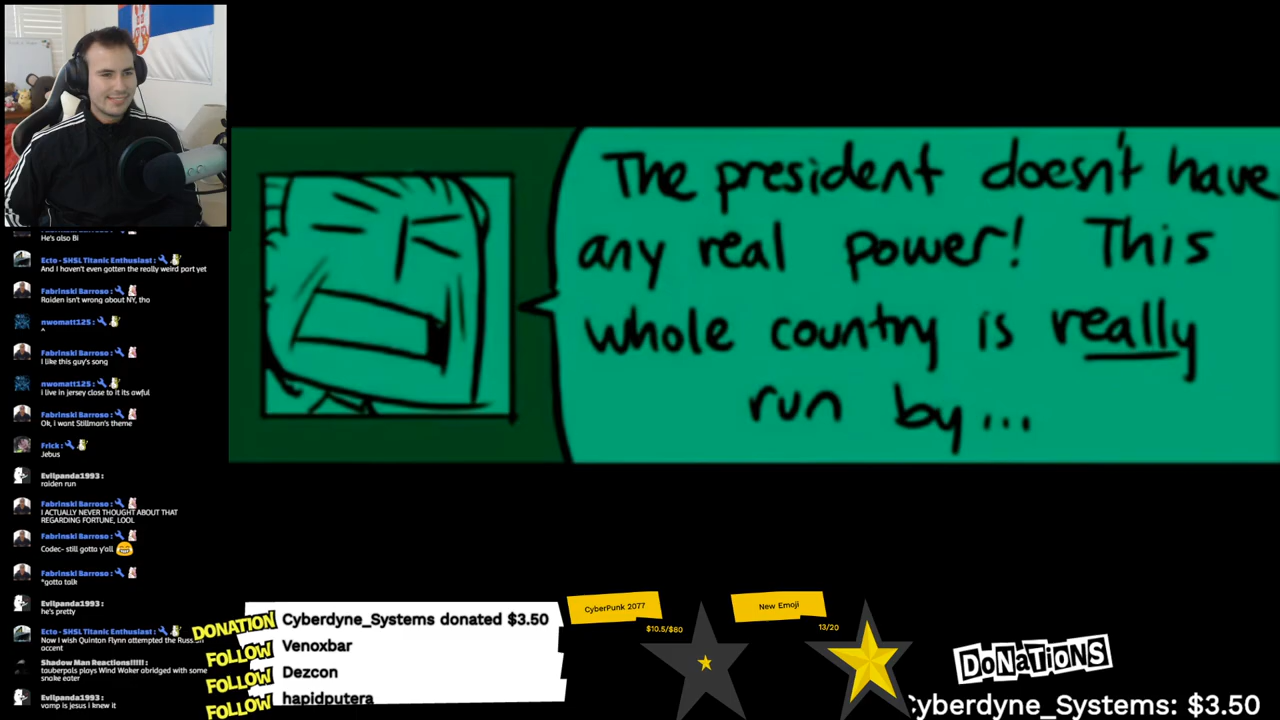 The president doesn't have
any real power! This
whole country is really
run by...
He's also Bi
Ecto - SHSL Titanic Enthusiast :
And I haven't even gotten the really weird part yet
Fabrinski Barroso :
Raiden isn't wrong about NY, tho
nwomatt125 :
^
Fabrinski Barroso :
I like this guy's song
nwomatt125 :
I live in jersey close to it its awful
Fabrinski Barroso :
Ok, I want Stillman's theme
Frick :
Jebus
Evilpanda1993 :
raiden run
Fabrinski Barroso :
I ACTUALLY NEVER THOUGHT ABOUT THAT
REGARDING FORTUNE, LOOL
Fabrinski Barroso :
Codec- still gotta y'all
Fabrinski Barroso :
*gotta talk
Evilpanda1993 :
he's pretty
Ecto - SHSL Titanic Enthusiast :
Now I wish Quinton Flynn attempted the Russian
accent
Shadow Man Reactions!!!!! :
tauberpals plays Wind Waker abridged with some
snake eater
Evilpanda1993 :
vamp is jesus i knew it
DONATION Cyberdyne_Systems donated $3.50
FOLLOW Venoxbar
FOLLOW Dezcon
FOLLOW hapidputera
CyberPunk 2077
$10.5/$80
New Emoji
13/20
DONATIONS
Cyberdyne_Systems: $3.50